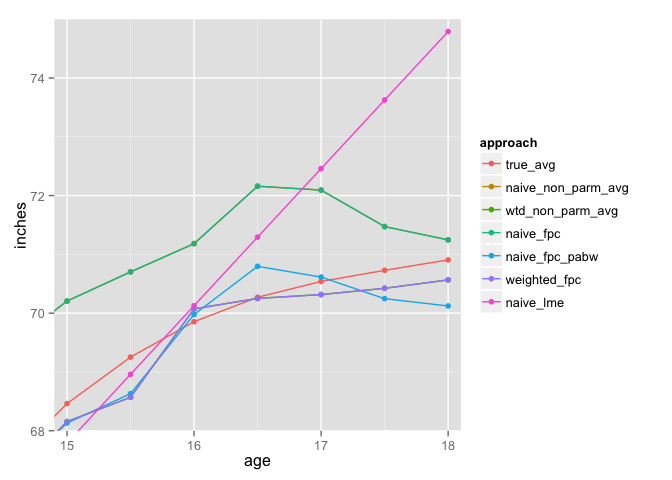 74
72
70
68
inches
15
16
17
18
age
approach
true_avg
naive_non_parm_avg
wtd_non_parm_avg
naive_fpc
naive_fpc_pabw
weighted_fpc
naive_lme